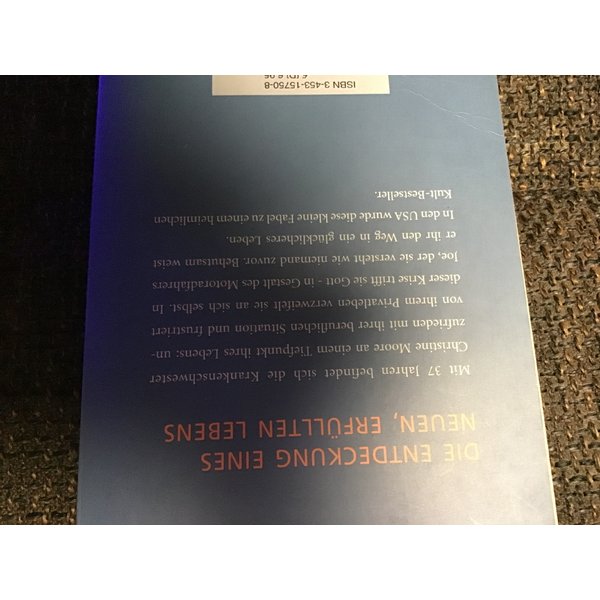 DIE ENTDECKUNG EINES
NEUEN, ERFÜLLTEN LEBENS
Mit 37 Jahren befindet sich die Krankenschwester
Christine Moore an einem Tiefpunkt ihres Lebens: un-
zufrieden mit ihrer beruflichen Situation und frustriert
von ihrem Privatleben verzweifelt sie an sich selbst. In
dieser Krise trifft sie Gott - in Gestalt des Motorradfahrers
Joe, der sie versteht wie niemand zuvor. Behutsam weist
er ihr den Weg in ein glücklicheres Leben.
In den USA wurde diese kleine Fabel zu einem heimlichen
Kult-Bestseller.
ISBN 3-453-15750-8